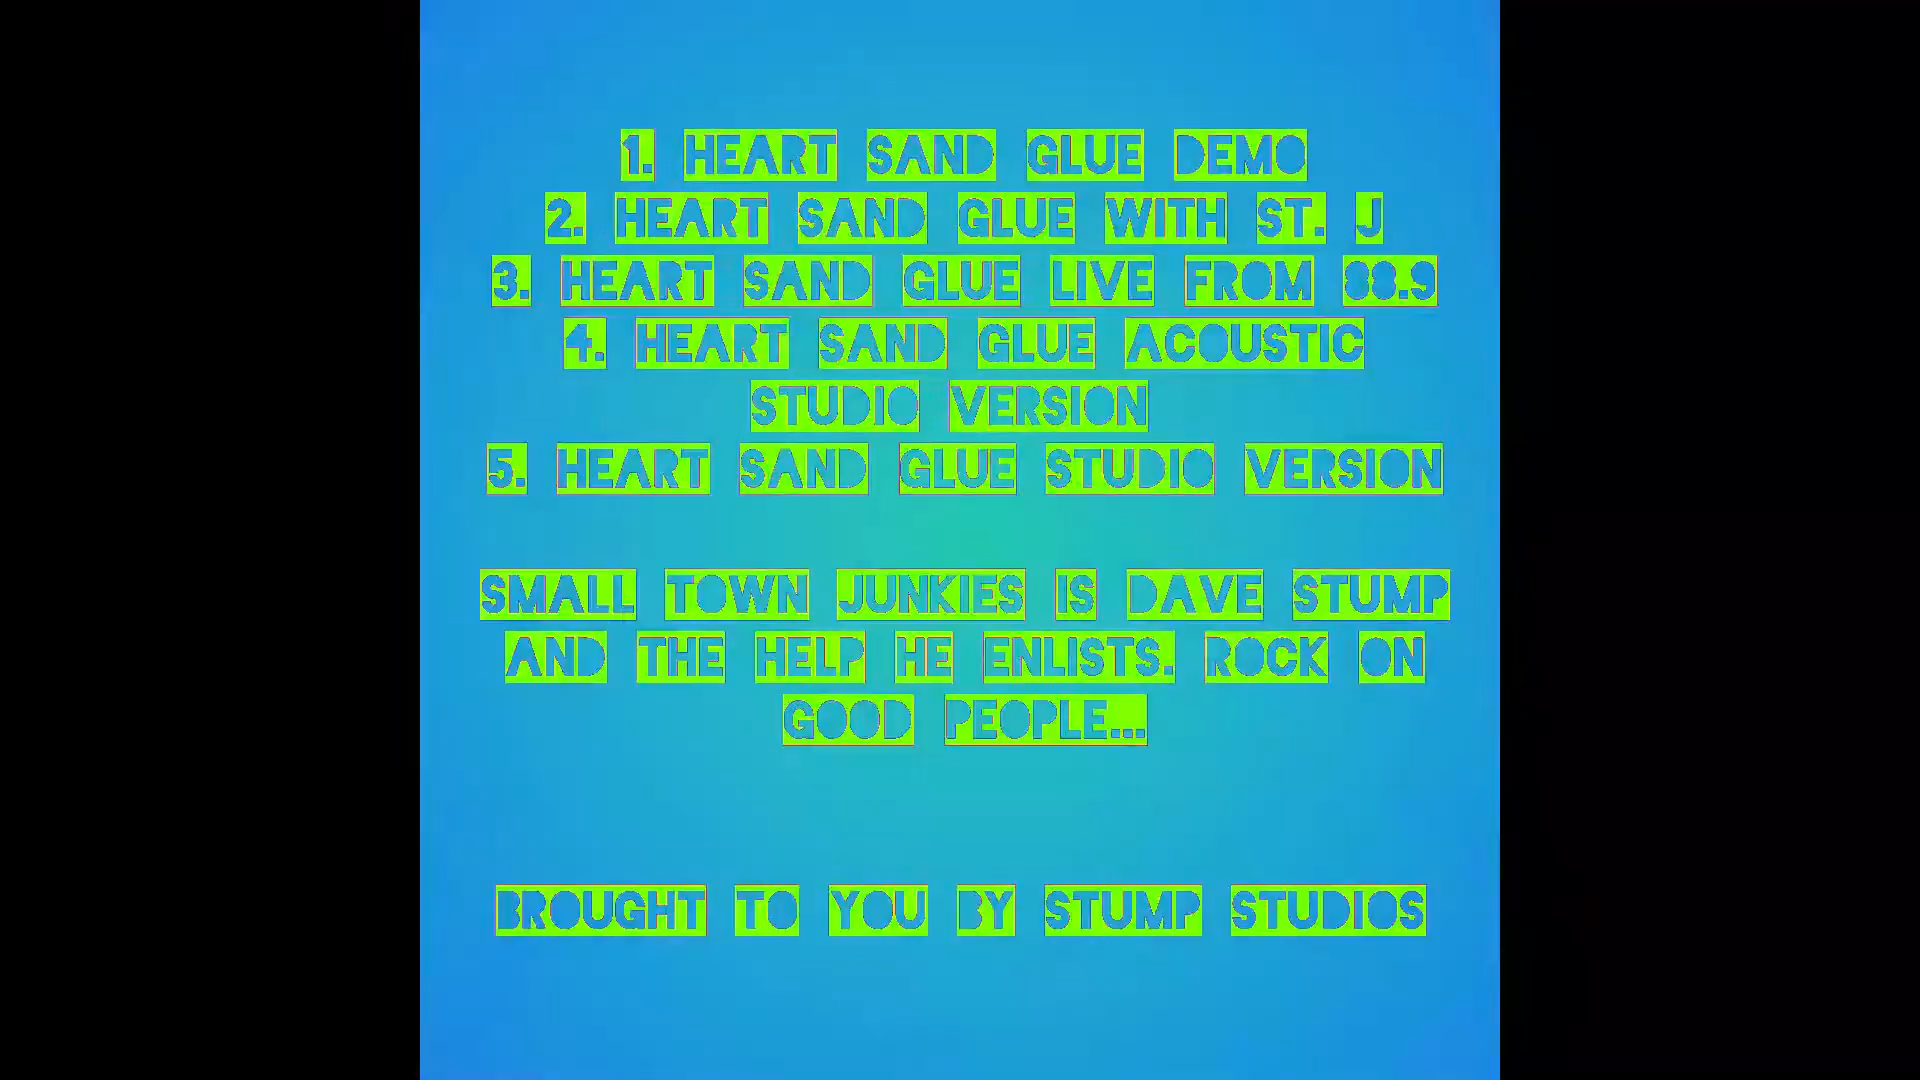 1. HEART SAND GLUE DEMO
2. HEART SAND GLUE WITH ST. J
3. HEART SAND GLUE LIVE FROM 88.9
4. HEART SAND GLUE ACOUSTIC
STUDIO VERSION
5. HEART SAND GLUE STUDIO VERSION
SMALL TOWN JUNKIES IS DAVE STUMP
AND THE HELP HE ENLISTS. ROCK ON
GOOD PEOPLE...
BROUGHT TO YOU BY STUMP STUDIOS